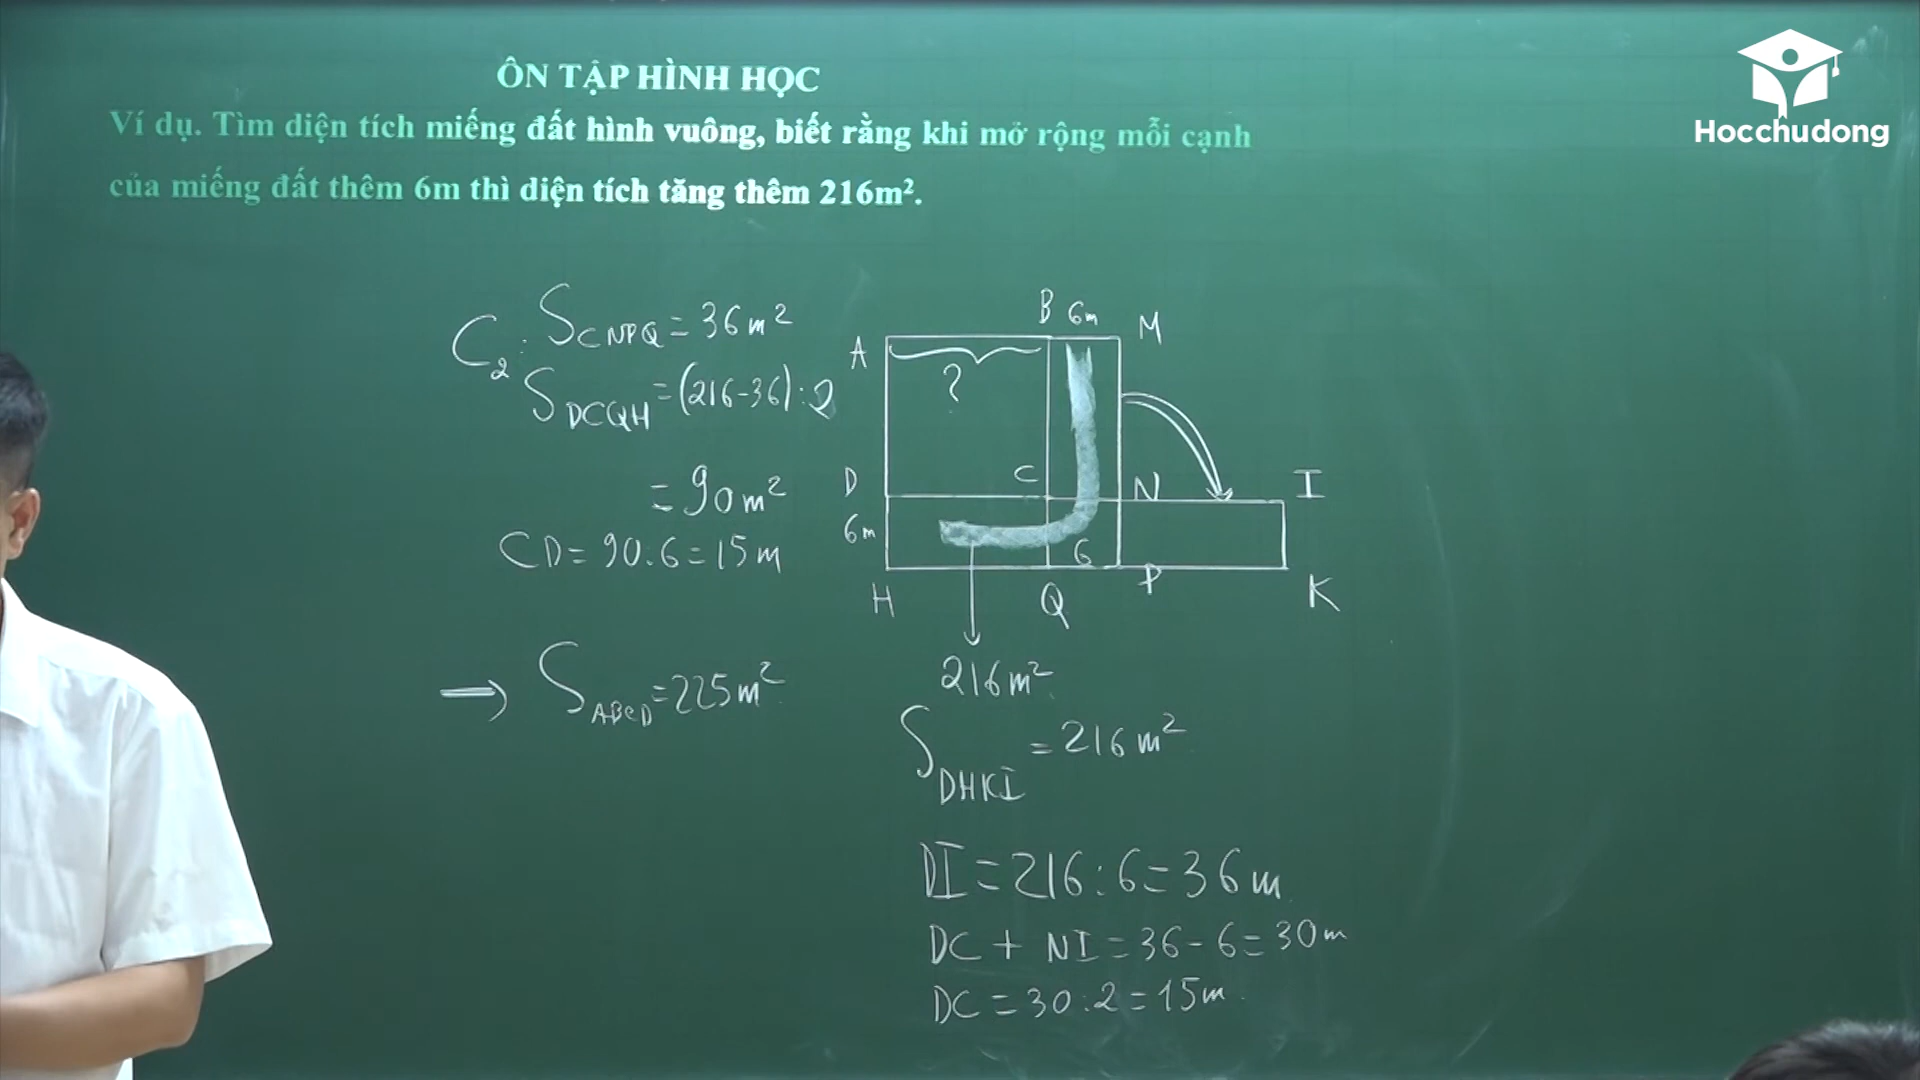 Hocchudong
ÔN TẬP HÌNH HỌC
Ví dụ. Tìm diện tích miếng đất hình vuông, biết rằng khi mở rộng mỗi cạnh
của miếng đất thêm 6m thì diện tích tăng thêm 216m².
C₂: S_CNPQ = 36m²
S_DCQH = (216-36):2
= 90m²
CD = 90:6 = 15m
→ S_ABCD = 225m²
B 6m M
A
?
D C N I
6m 6
H Q P K
216m²
S_DHKI = 216m²
DI = 216:6 = 36m
DC + NI = 36 - 6 = 30m
DC = 30:2 = 15m.